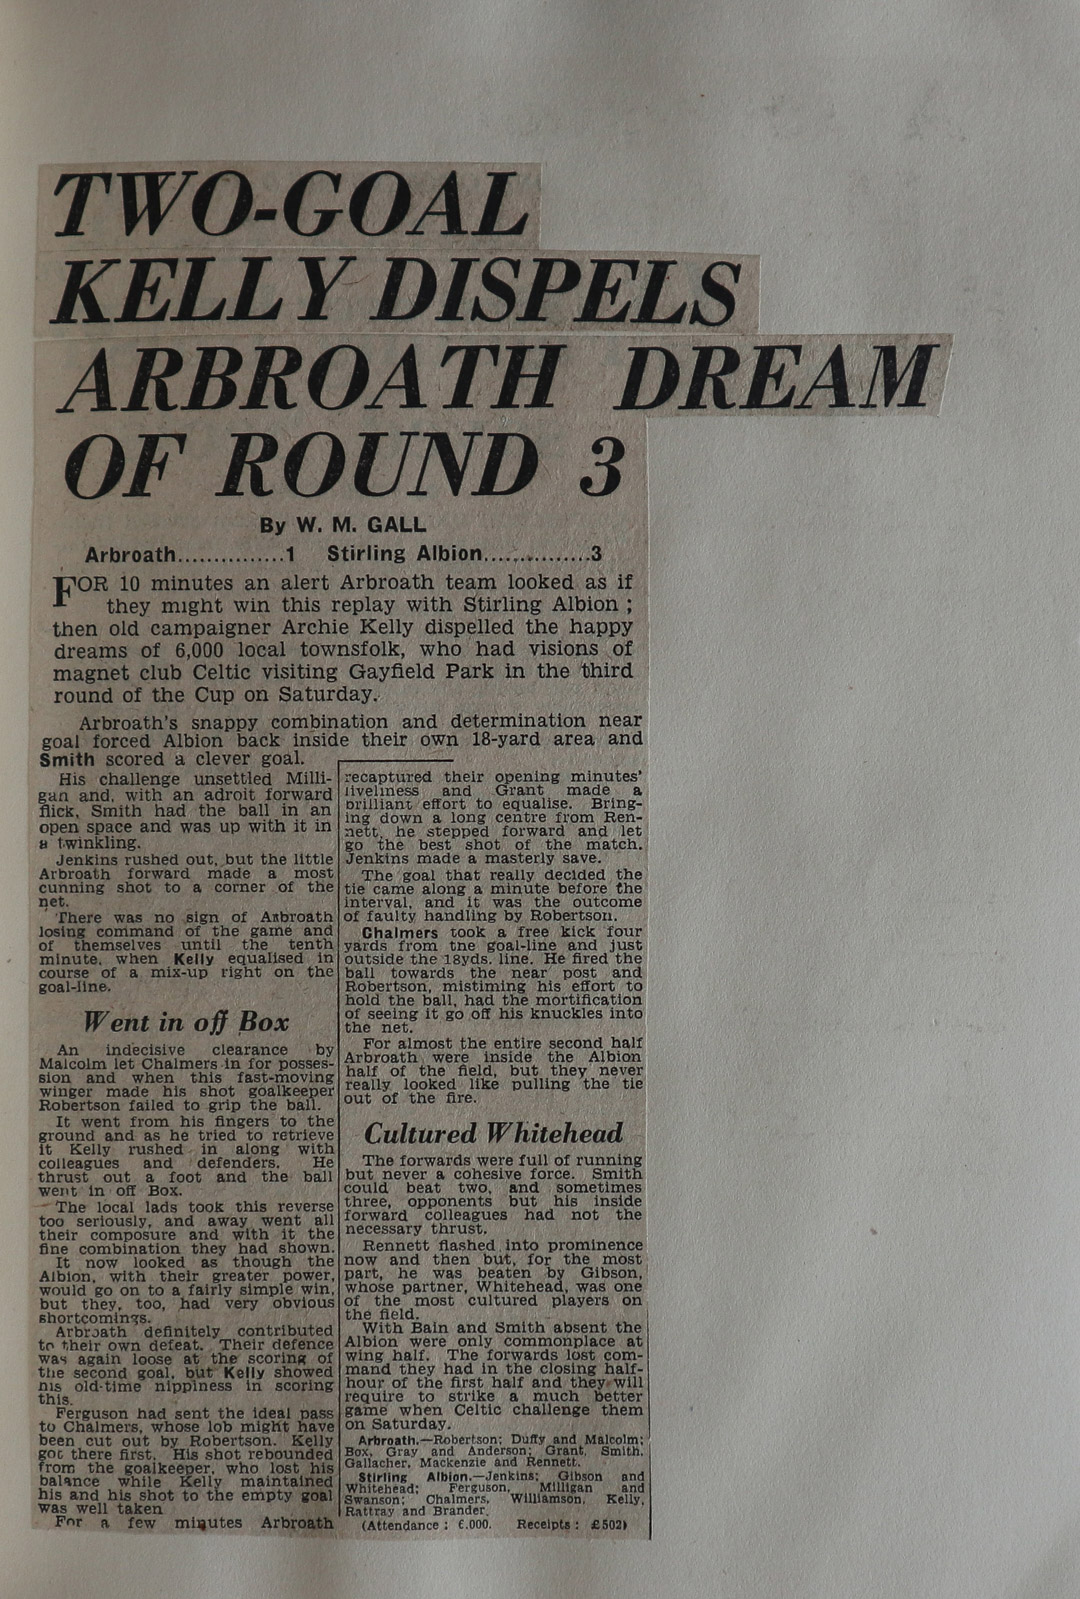 TWO-GOAL
KELLY DISPELS
ARBROATH DREAM
OF ROUND 3
By W. M. GALL
Arbroath..............1 Stirling Albion...............3
FOR 10 minutes an alert Arbroath team looked as if
they might win this replay with Stirling Albion ;
then old campaigner Archie Kelly dispelled the happy
dreams of 6,000 local townsfolk, who had visions of
magnet club Celtic visiting Gayfield Park in the third
round of the Cup on Saturday.
Arbroath's snappy combination and determination near
goal forced Albion back inside their own 18-yard area and
Smith scored a clever goal.
His challenge unsettled Milli-
gan and, with an adroit forward
flick, Smith had the ball in an
open space and was up with it in
a twinkling.
Jenkins rushed out, but the little
Arbroath forward made a most
cunning shot to a corner of the
net.
There was no sign of Arbroath
losing command of the game and
of themselves until the tenth
minute, when Kelly equalised in
course of a mix-up right on the
goal-line.
Went in off Box
An indecisive clearance by
Malcolm let Chalmers in for posses-
sion and when this fast-moving
winger made his shot goalkeeper
Robertson failed to grip the ball.
It went from his fingers to the
ground and as he tried to retrieve
it Kelly rushed in along with
colleagues and defenders. He
thrust out a foot and the ball
went in off Box.
The local lads took this reverse
too seriously, and away went all
their composure and with it the
fine combination they had shown.
It now looked as though the
Albion, with their greater power,
would go on to a fairly simple win,
but they, too, had very obvious
shortcomings.
Arbroath definitely contributed
to their own defeat. Their defence
was again loose at the scoring of
the second goal, but Kelly showed
his old-time nippiness in scoring
this.
Ferguson had sent the ideal pass
to Chalmers, whose lob might have
been cut out by Robertson. Kelly
got there first. His shot rebounded
from the goalkeeper, who lost his
balance while Kelly maintained
his and his shot to the empty goal
was well taken
For a few minutes Arbroath
recaptured their opening minutes'
liveliness and Grant made a
brilliant effort to equalise. Bring-
ing down a long centre from Ren-
nett, he stepped forward and let
go the best shot of the match.
Jenkins made a masterly save.
The goal that really decided the
tie came along a minute before the
interval, and it was the outcome
of faulty handling by Robertson.
Chalmers took a free kick four
yards from tne goal-line and just
outside the 18yds. line. He fired the
ball towards the near post and
Robertson, mistiming his effort to
hold the ball, had the mortification
of seeing it go off his knuckles into
the net.
For almost the entire second half
Arbroath were inside the Albion
half of the field, but they never
really looked like pulling the tie
out of the fire.
Cultured Whitehead
The forwards were full of running
but never a cohesive force. Smith
could beat two, and sometimes
three, opponents but his inside
forward colleagues had not the
necessary thrust.
Rennett flashed into prominence
now and then but, for the most
part, he was beaten by Gibson,
whose partner, Whitehead, was one
of the most cultured players on
the field.
With Bain and Smith absent the
Albion were only commonplace at
wing half. The forwards lost com-
mand they had in the closing half-
hour of the first half and they will
require to strike a much better
game when Celtic challenge them
on Saturday.
Arbroath.—Robertson; Duffy and Malcolm;
Box, Gray and Anderson; Grant, Smith,
Gallacher, Mackenzie and Rennett.
Stirling Albion.—Jenkins; Gibson and
Whitehead; Ferguson, Milligan and
Swanson; Chalmers, Williamson, Kelly,
Rattray and Brander.
(Attendance : 6,000. Receipts : £502)